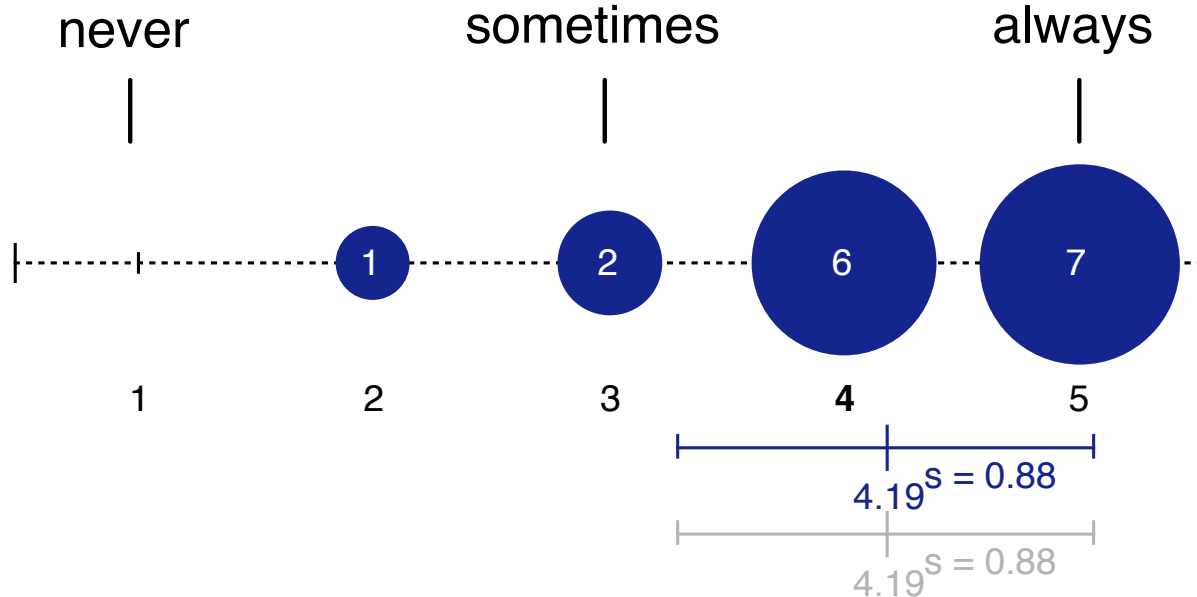 never sometimes always
1 2 6 7
1 2 3 4 5
s = 0.88
4.19
s = 0.88
4.19